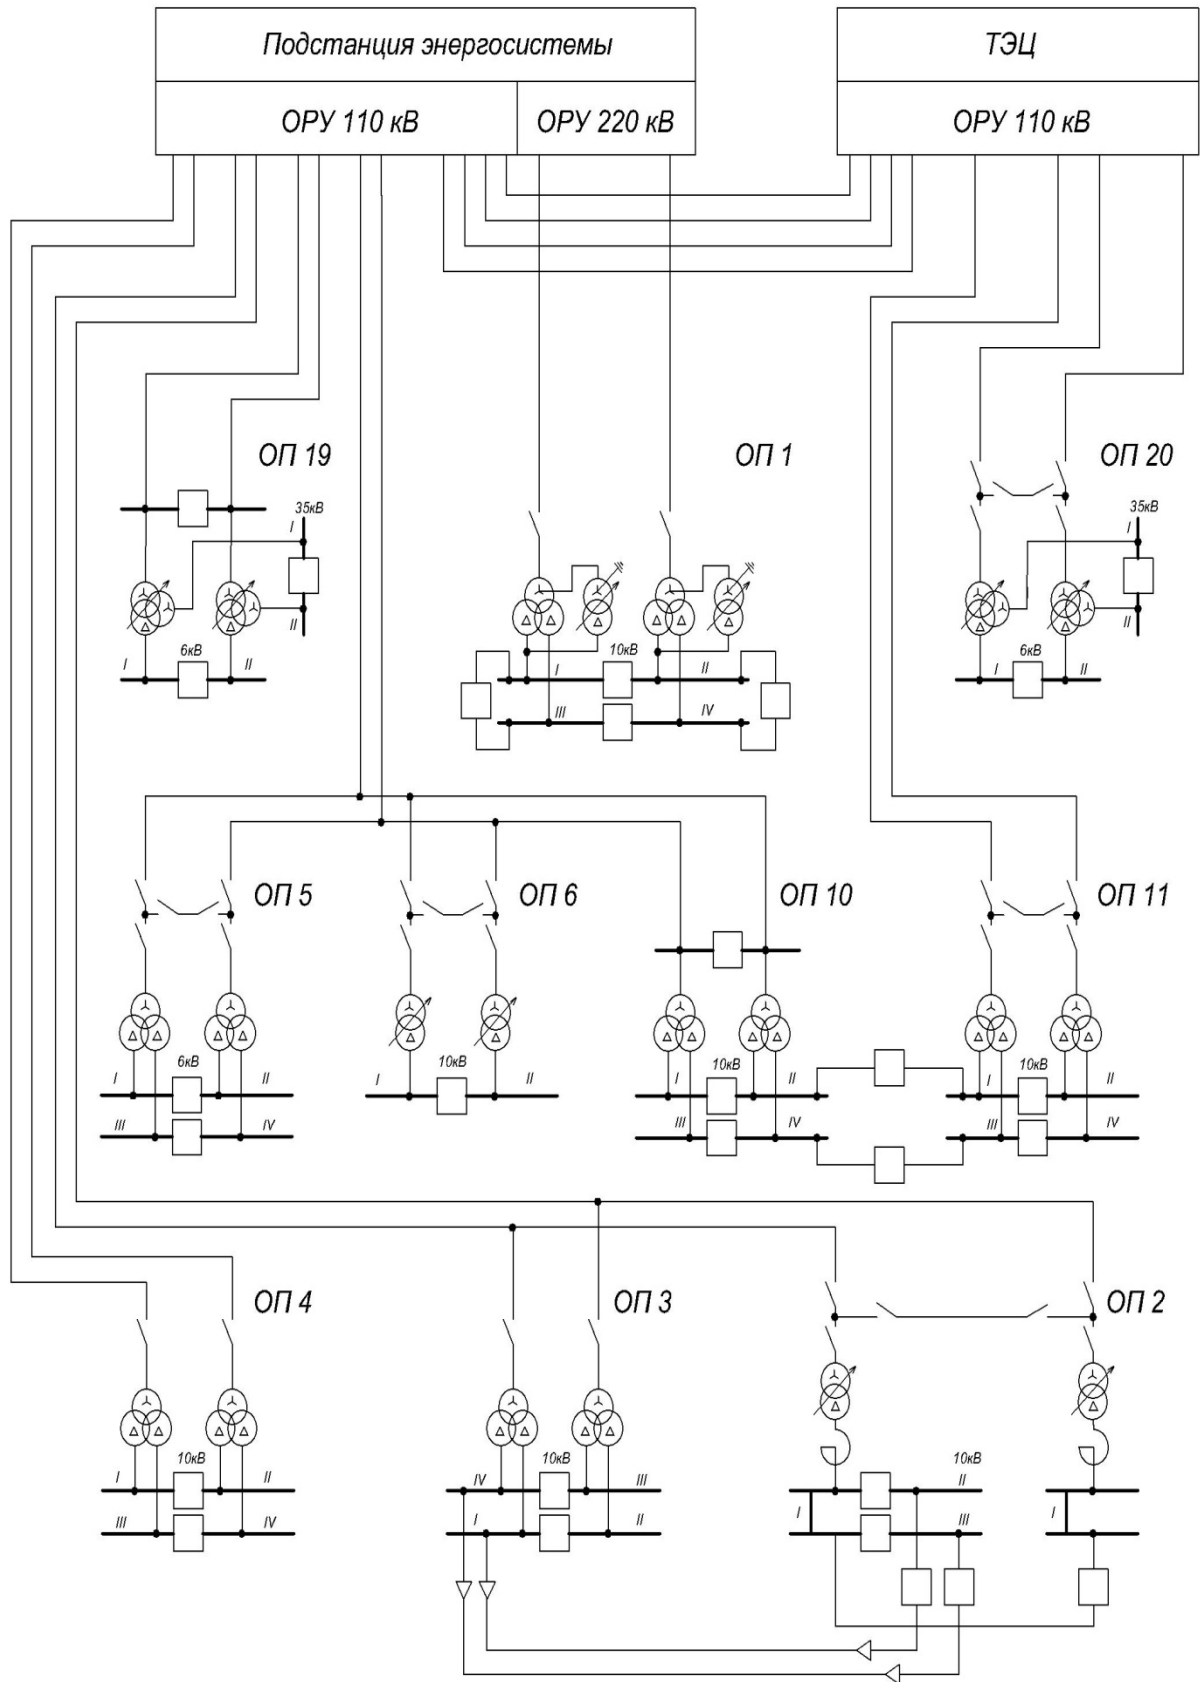 Подстанция энергосистемы
ТЭЦ
ОРУ 110 кВ
ОРУ 220 кВ
ОРУ 110 кВ
ОП 19
ОП 1
ОП 20
35кВ
I
II
6кВ
I
II
10кВ
I
II
III
IV
35кВ
I
II
6кВ
I
II
ОП 5
ОП 6
ОП 10
ОП 11
6кВ
I
II
III
IV
10кВ
I
II
10кВ
I
II
III
IV
10кВ
I
II
III
IV
ОП 4
ОП 3
ОП 2
10кВ
I
II
III
IV
10кВ
IV
III
I
II
10кВ
II
I
III
I